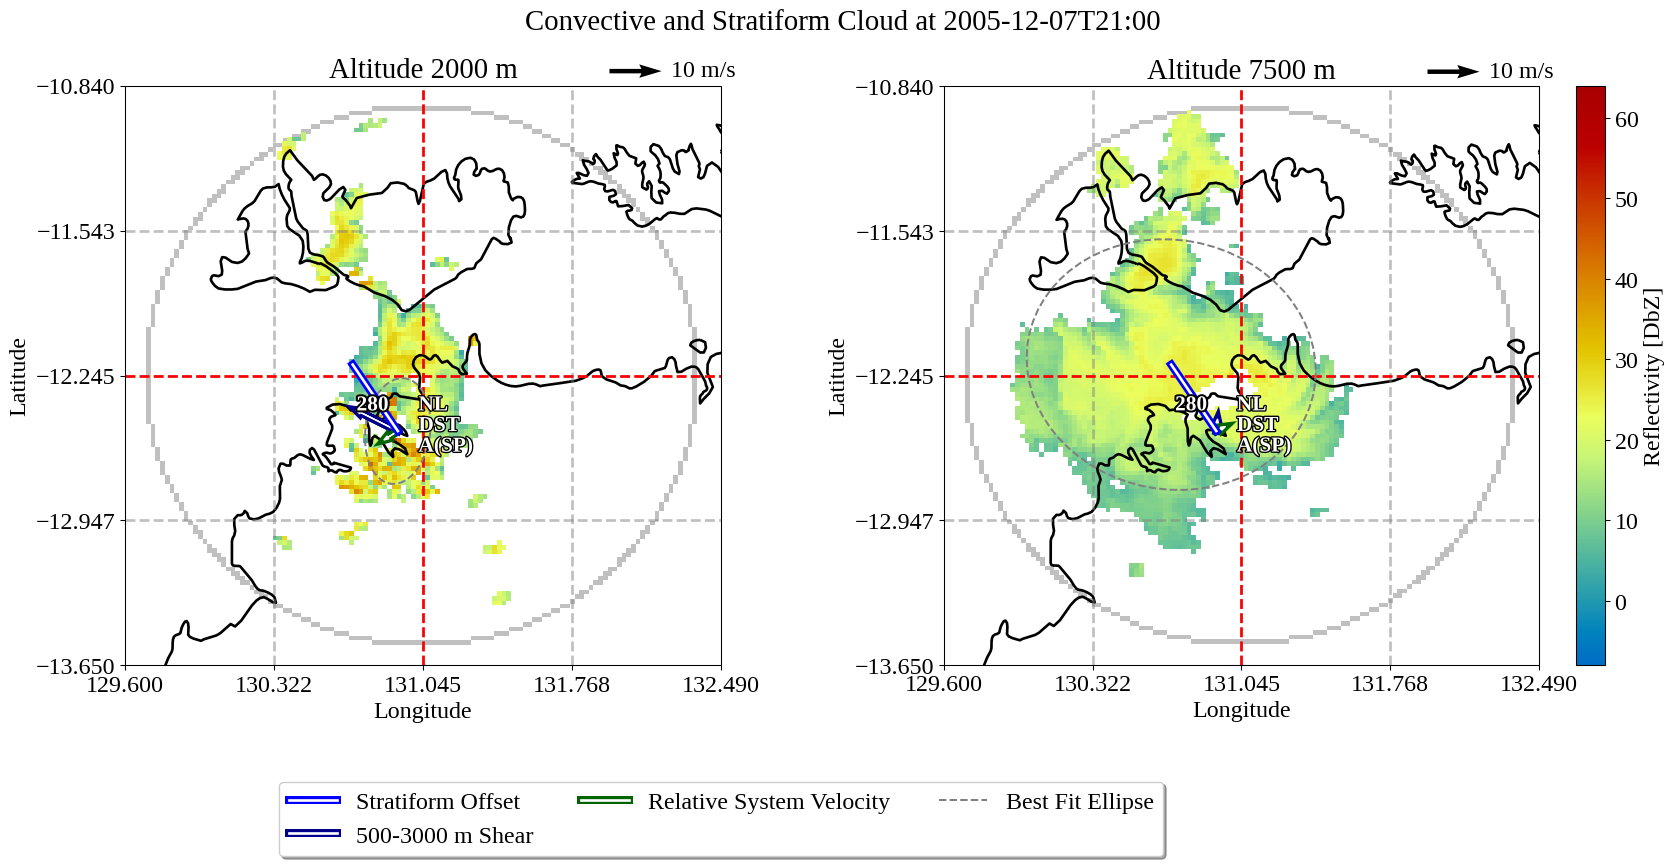 Convective and Stratiform Cloud at 2005-12-07T21:00
Altitude 2000 m
10 m/s
−10.840
−11.543
−12.245
−12.947
−13.650
129.600
130.322
131.045
131.768
132.490
Latitude
Longitude
280
NL
DST
A(SP)
Altitude 7500 m
10 m/s
−10.840
−11.543
−12.245
−12.947
−13.650
129.600
130.322
131.045
131.768
132.490
Latitude
Longitude
280
NL
DST
A(SP)
60
50
40
30
20
10
0
Reflectivity [DbZ]
Stratiform Offset
500-3000 m Shear
Relative System Velocity
Best Fit Ellipse